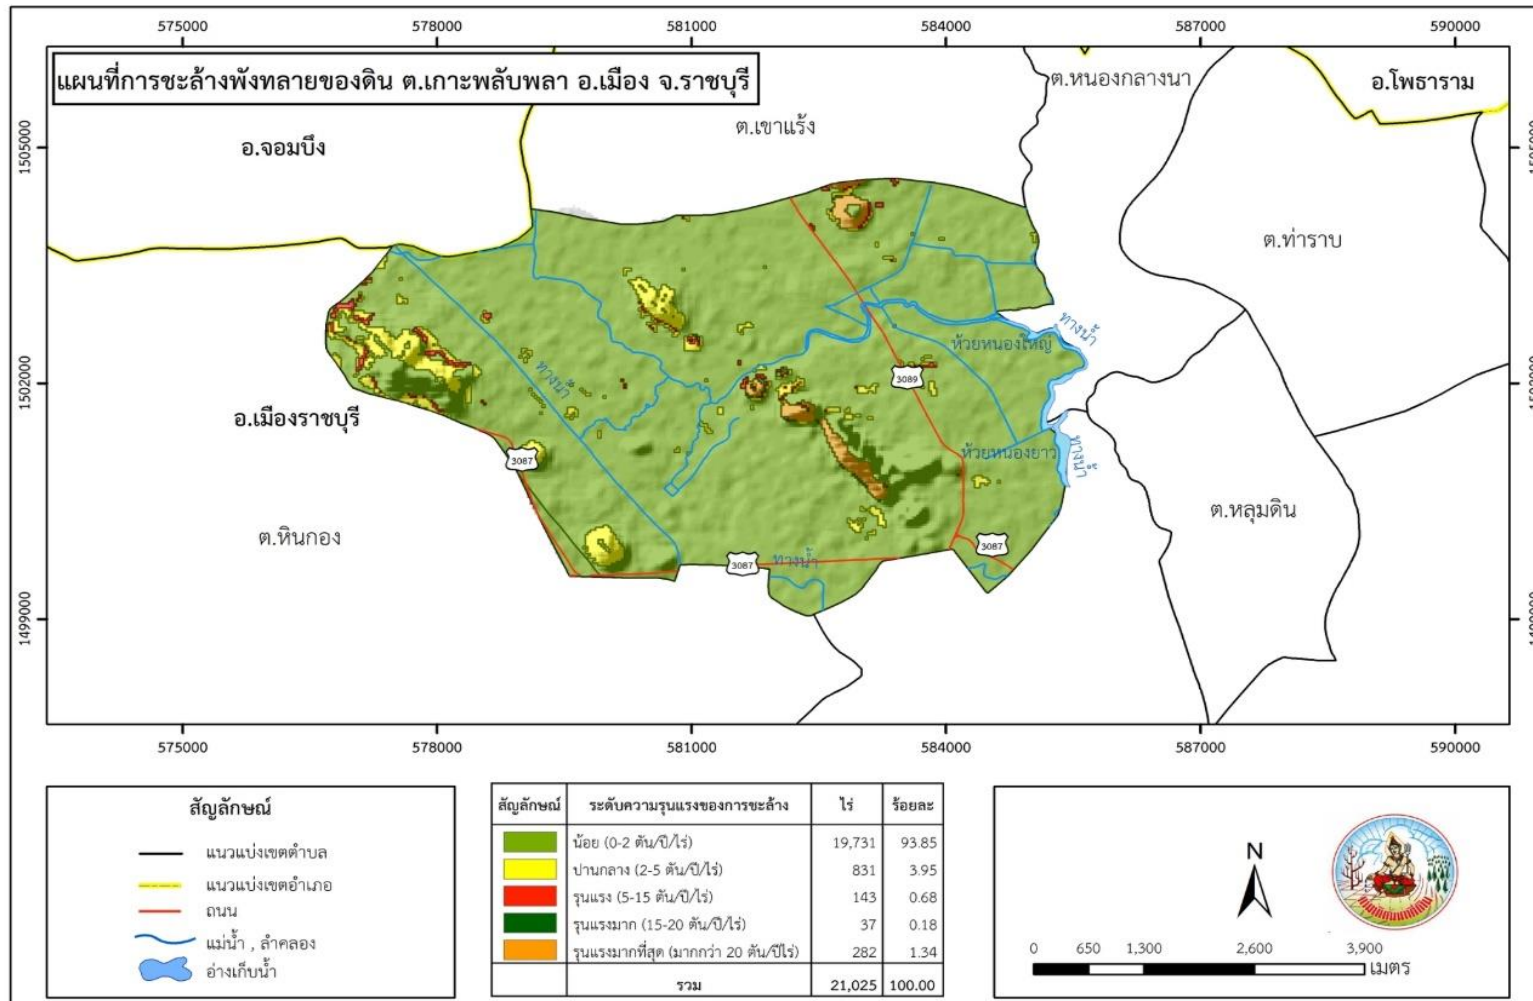 575000 578000 581000 584000 587000 590000
แผนที่การชะล้างพังทลายของดิน ต.เกาะพลับพลา อ.เมือง จ.ราชบุรี
ต.หนองกลางนา
อ.โพธาราม
ต.เขาแร้ง
อ.จอมบึง
1505000
ต.ท่าราบ
ทางน้ำ
ห้วยหนองใหญ่
1502000
ทางน้ำ
3089
อ.เมืองราชบุรี
ห้วยหนองยาว
ทางน้ำ
3087
ต.หลุมดิน
ต.หินกอง
3087
ทางน้ำ
3087
1499000
575000 578000 581000 584000 587000 590000
สัญลักษณ์
แนวแบ่งเขตตำบล
แนวแบ่งเขตอำเภอ
ถนน
แม่น้ำ , ลำคลอง
อ่างเก็บน้ำ
สัญลักษณ์ ระดับความรุนแรงของการชะล้าง ไร่ ร้อยละ
น้อย (0-2 ตัน/ปี/ไร่) 19,731 93.85
ปานกลาง (2-5 ตัน/ปี/ไร่) 831 3.95
รุนแรง (5-15 ตัน/ปี/ไร่) 143 0.68
รุนแรงมาก (15-20 ตัน/ปี/ไร่) 37 0.18
รุนแรงมากที่สุด (มากกว่า 20 ตัน/ปีไร่) 282 1.34
รวม 21,025 100.00
N
0 650 1,300 2,600 3,900
เมตร